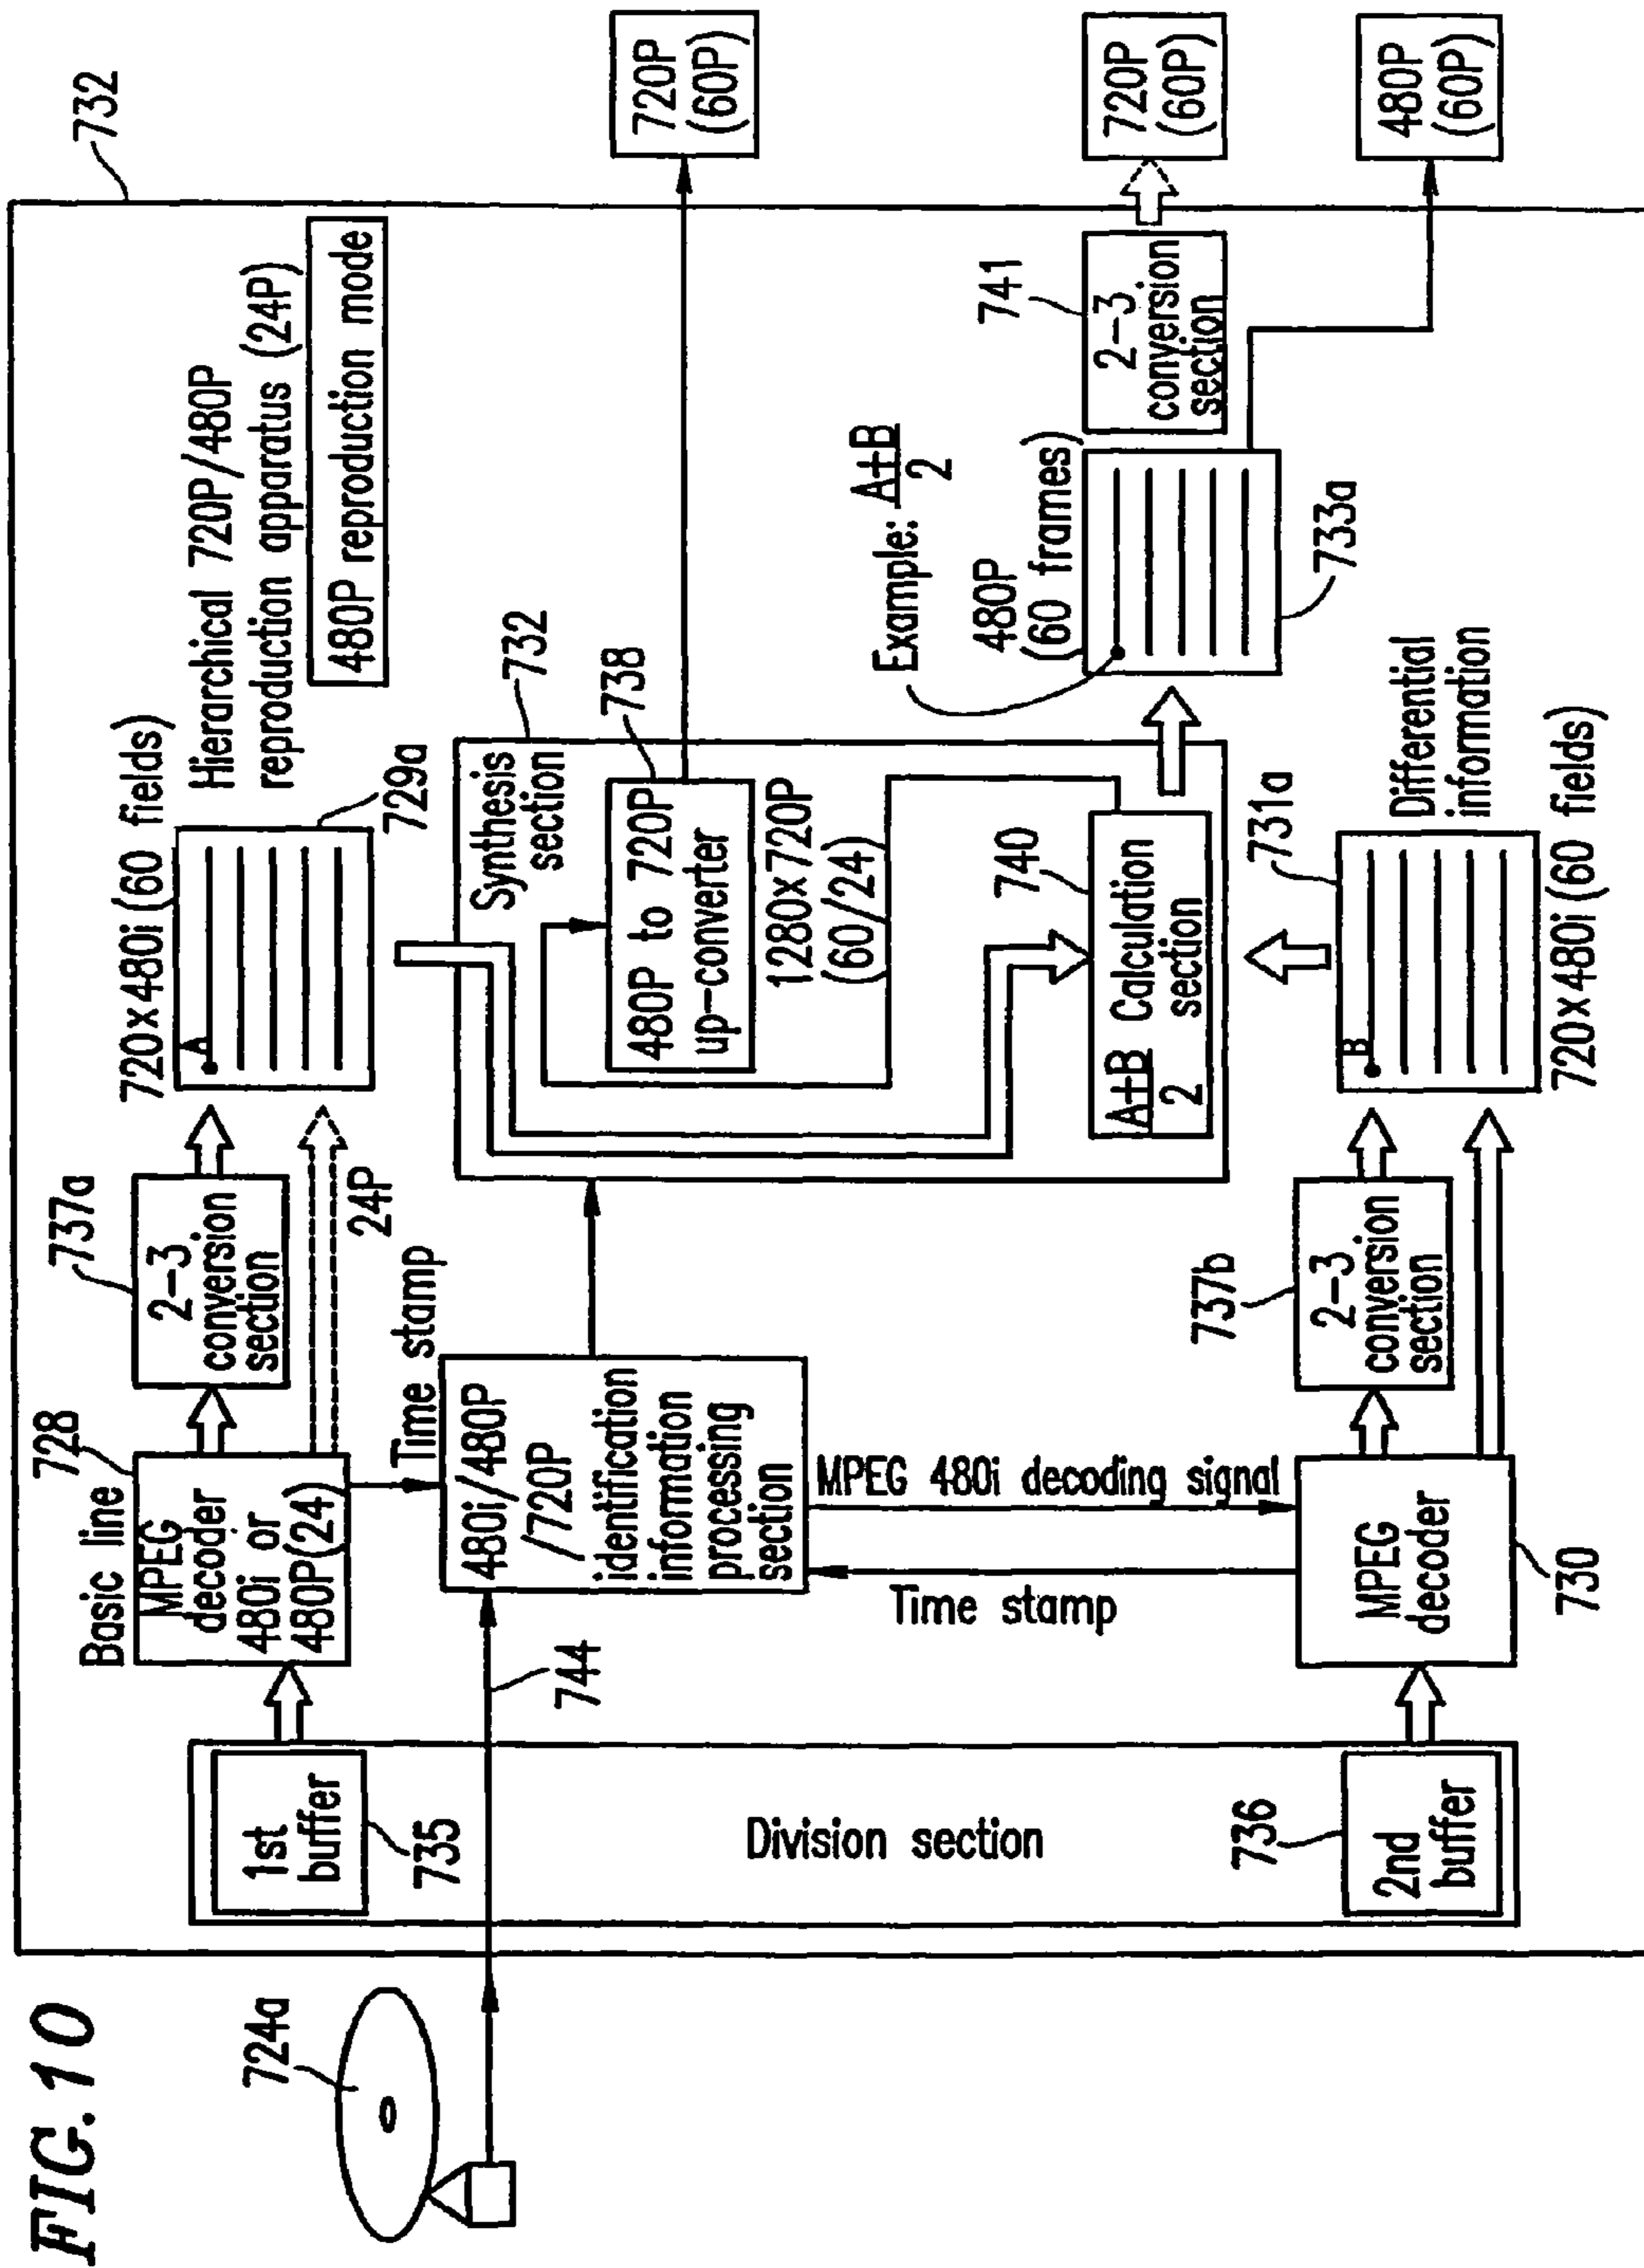 FIG. 10
732
Hierarchical 720P/480P
reproduction apparatus (24P)
480P reproduction mode
724a
744
1st
buffer
735
Division section
736
2nd
buffer
Basic line
728
MPEG
decoder
480i or
480P(24)
737a
2-3
conversion
section
24P
720x480i (60 fields)
A
729a
Time stamp
480i/480P
/720P
identification
information
processing
section
MPEG 480i decoding signal
Time stamp
MPEG
decoder
730
737b
2-3
conversion
section
B
731a
Differential
information
720x480i (60 fields)
732
Synthesis
section
738
480P to 720P
up-converter
1280x720P
(60/24)
740
A+B
2
Calculation
section
Example:
A+B
2
480P
(60 frames)
733a
741
2-3
conversion
section
720P
(60P)
720P
(60P)
480P
(60P)